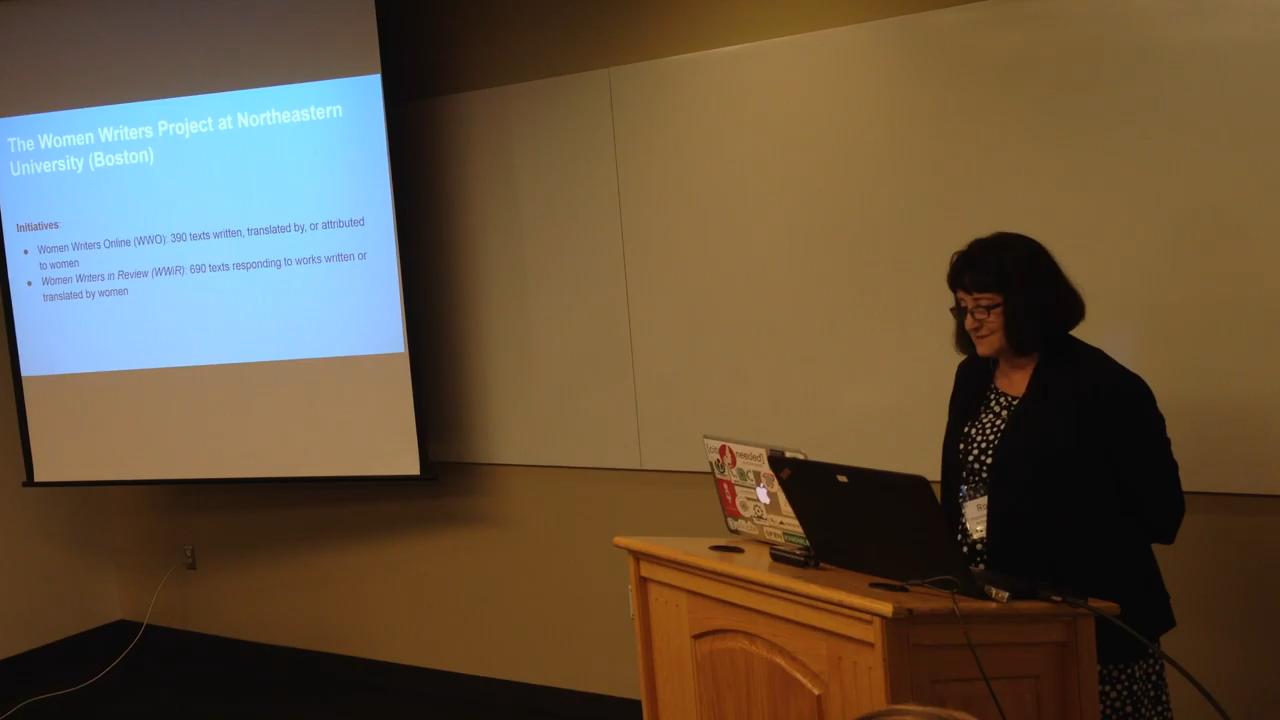 The Women Writers Project at Northeastern
University (Boston)
Initiatives:
Women Writers Online (WWO): 390 texts written, translated by, or attributed
to women
Women Writers in Review (WWiR): 690 texts responding to works written or
translated by women
needed]